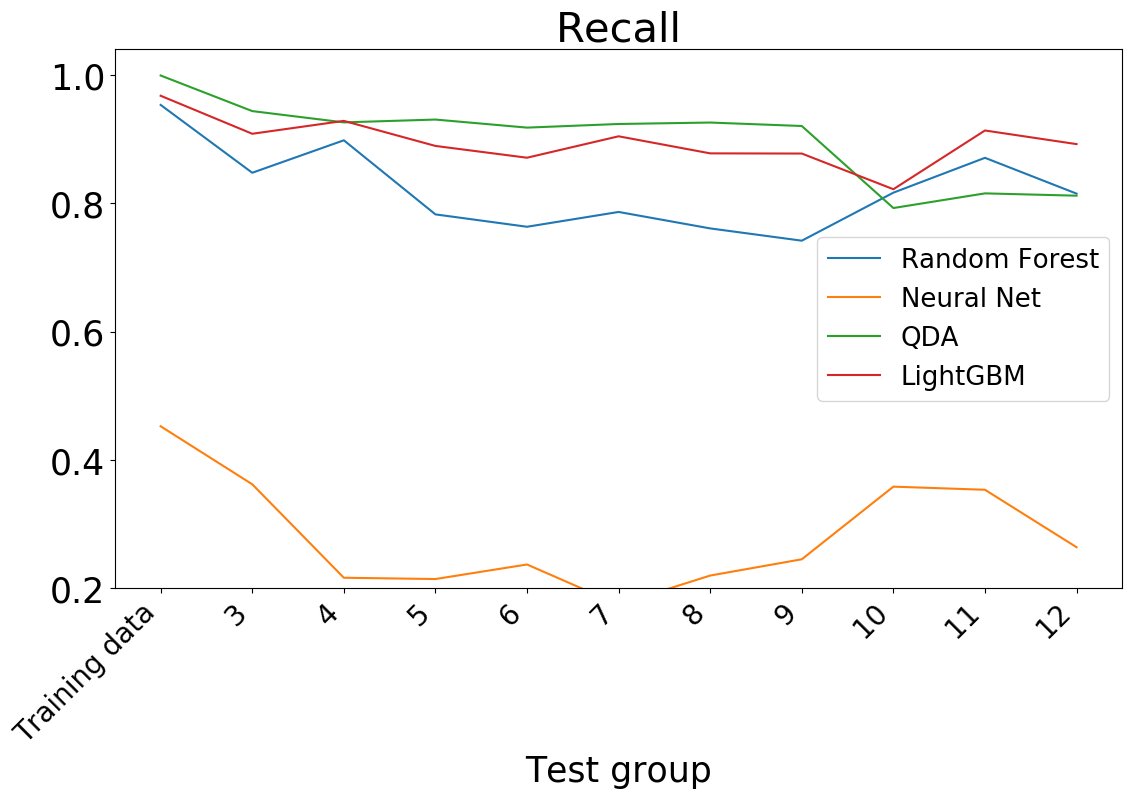 Recall
1.0
0.8
0.6
0.4
0.2
Random Forest
Neural Net
QDA
LightGBM
Training data
3
4
5
6
7
8
9
10
11
12
Test group